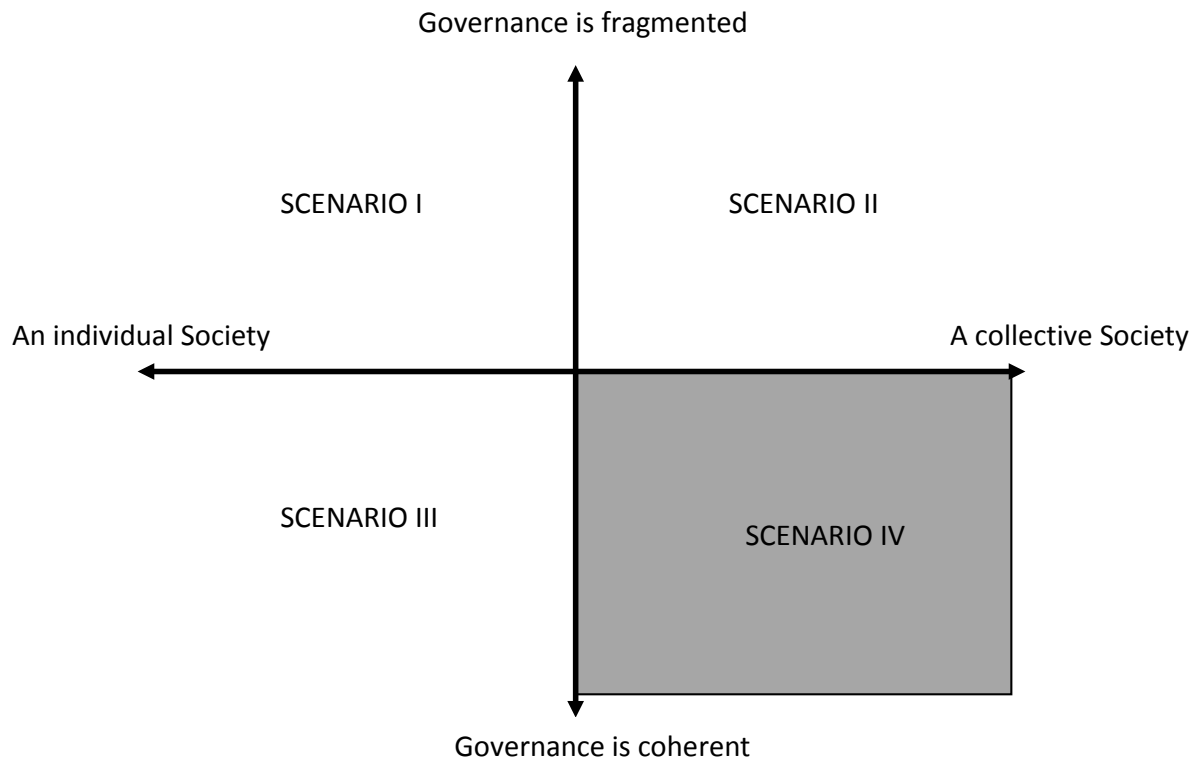 Governance is fragmented
SCENARIO I
SCENARIO II
An individual Society
A collective Society
SCENARIO III
SCENARIO IV
Governance is coherent